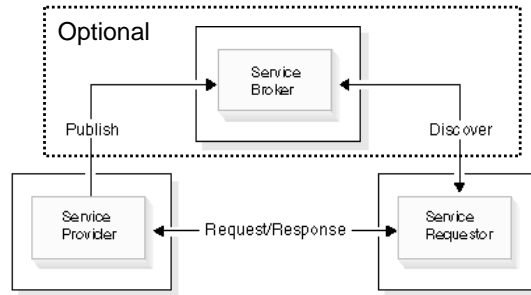 Optional
Service
Broker
Publish
Discover
Service
Provider
Request/Response
Service
Requestor